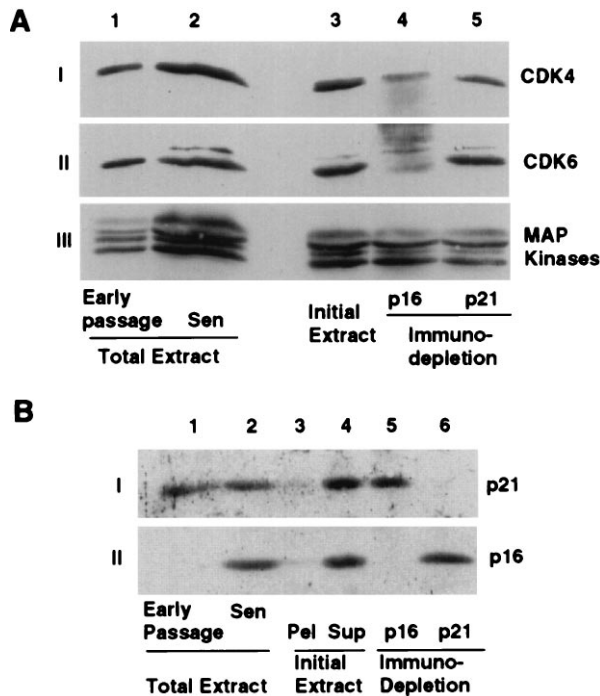 A
1 2 3 4 5
I CDK4
II CDK6
III MAP Kinases
Early passage Sen
Total Extract
Initial Extract
p16 p21
Immuno-
depletion
B
1 2 3 4 5 6
I p21
II p16
Early Passage Sen
Pel Sup p16 p21
Total Extract
Initial Extract
Immuno-
Depletion